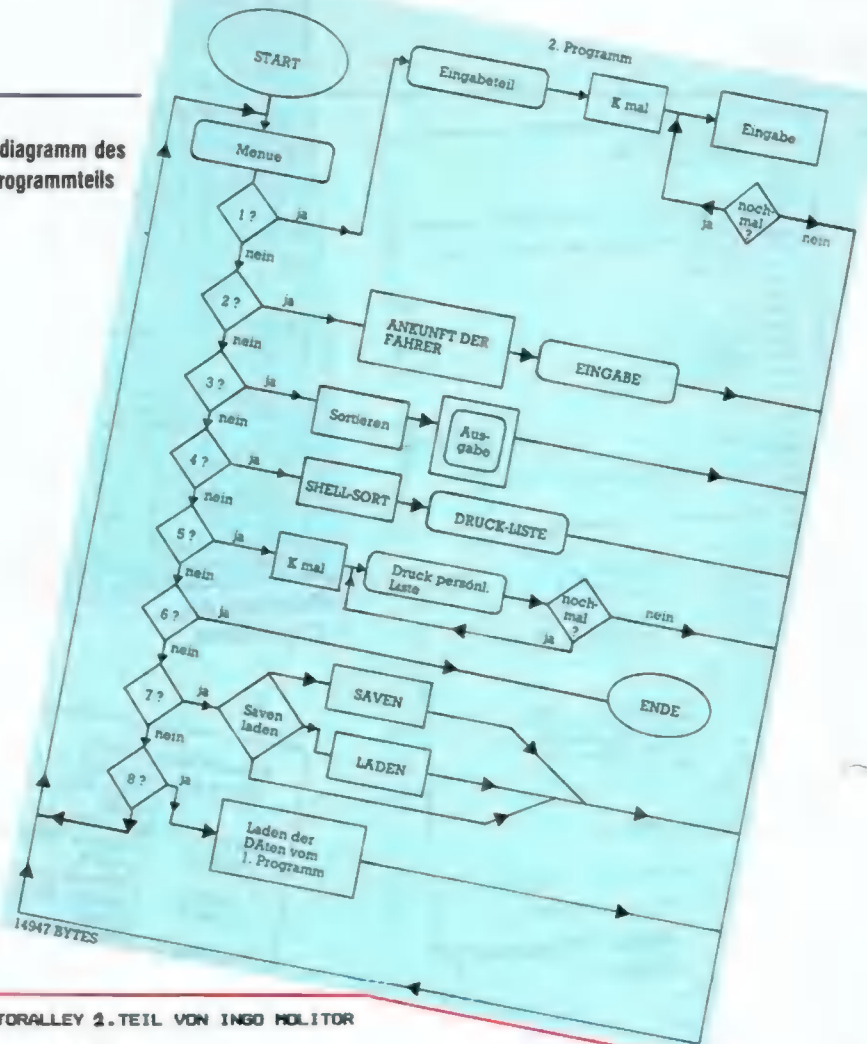 diagramm des
rogrammteils
2. Programm
START
Menue
1 ?
ja
nein
Eingabeteil
K mal
Eingabe
noch-
mal
?
ja
nein
2 ?
ja
nein
ANKUNFT DER
FAHRER
EINGABE
3 ?
ja
nein
Sortieren
Aus-
gabe
4 ?
ja
nein
SHELL-SORT
DRUCK-LISTE
5 ?
ja
nein
K mal
Druck persönl.
Liste
noch-
mal
?
ja
nein
6 ?
ja
nein
ENDE
7 ?
ja
nein
Saven
laden
SAVEN
LADEN
8 ?
ja
Laden der
DAten vom
1. Programm
14947 BYTES
TORALLEY 2.TEIL VON INGO MOLITOR